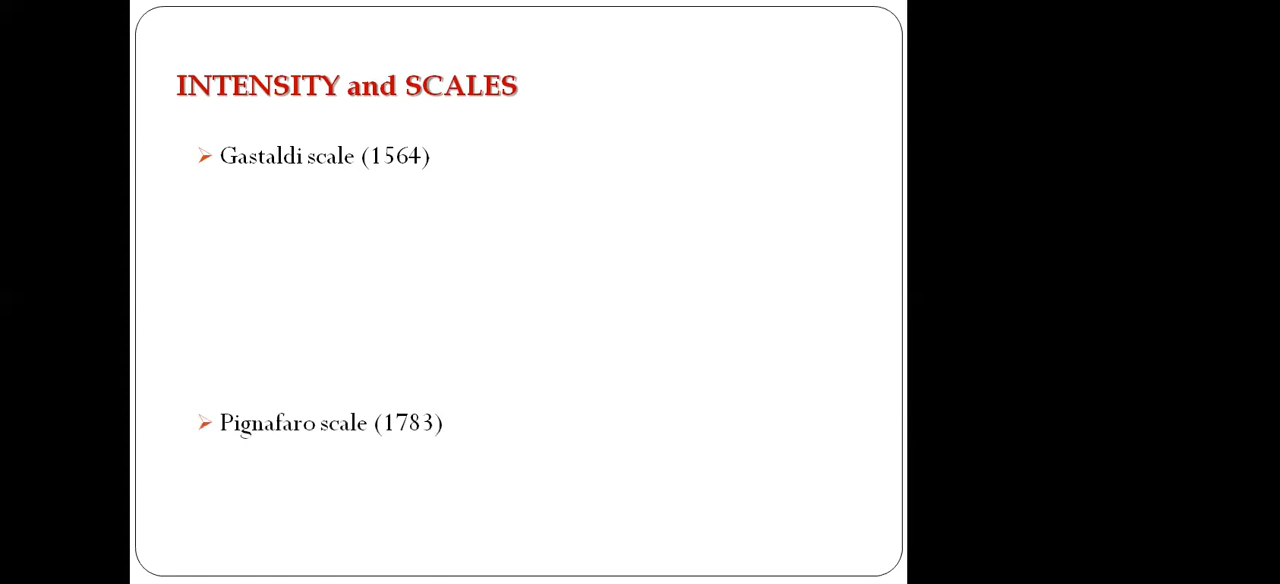 INTENSITY and SCALES
Gastaldi scale (1564)
Pignafaro scale (1783)